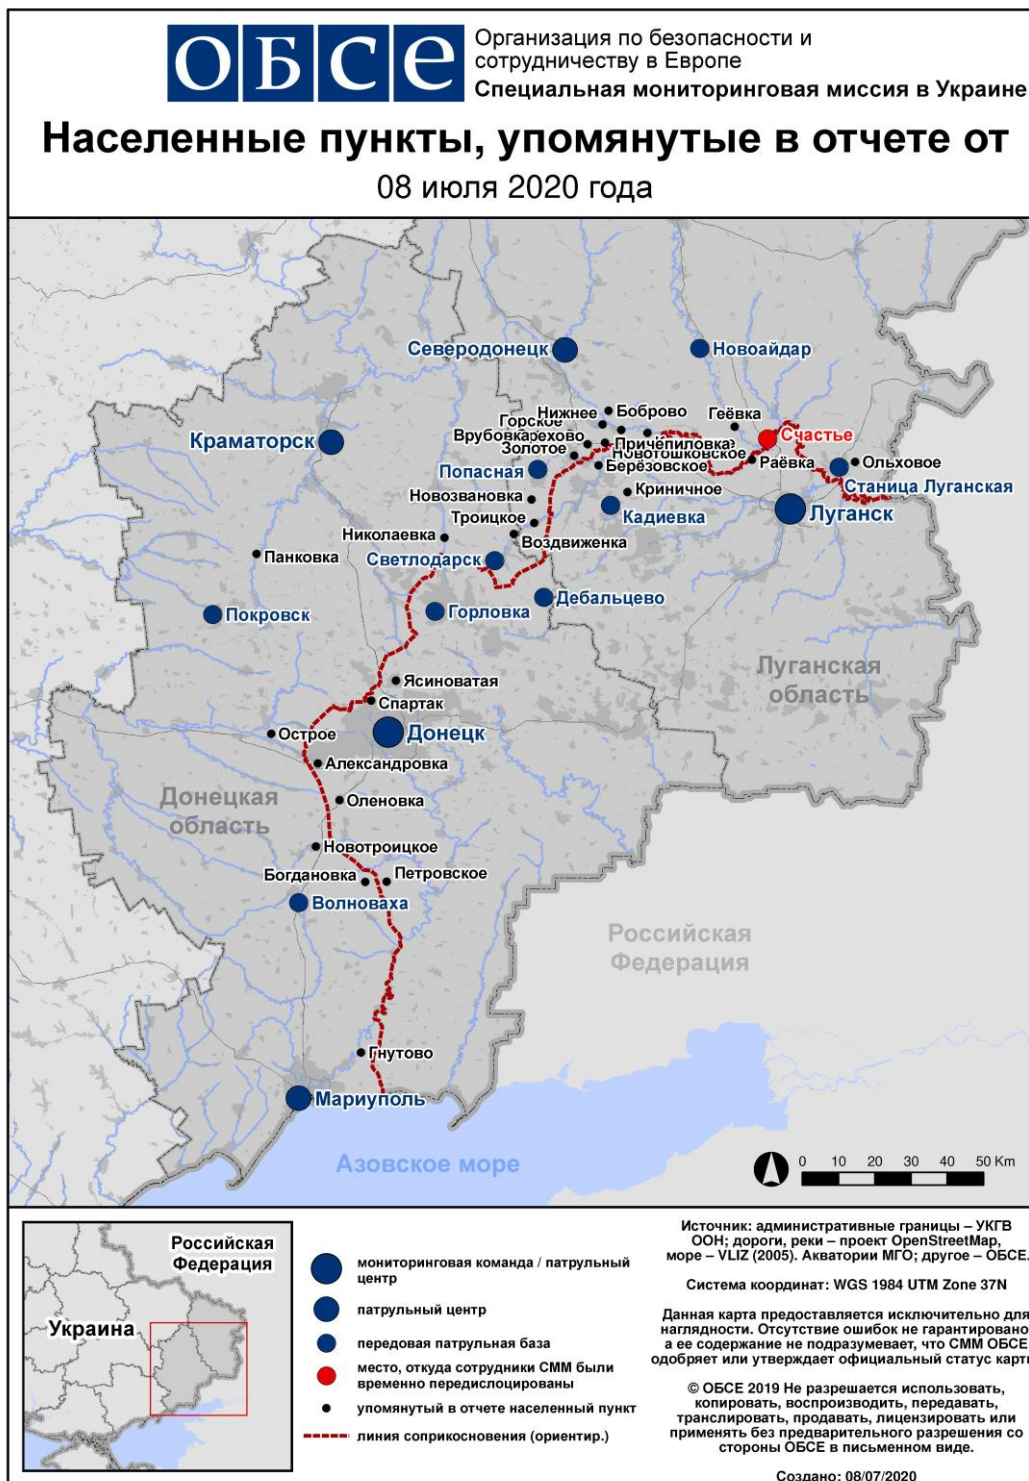 ОБСЕ
Организация по безопасности и
сотрудничеству в Европе
Специальная мониторинговая миссия в Украине
Населенные пункты, упомянутые в отчете от
08 июля 2020 года
Северодонецк
Новоайдар
Нижнее
Боброво
Геёвка
Горское
Краматорск
Врубовка
Причепиловка
Счастье
Золотое
Новотошковское
Попасная
Берёзовское
Раёвка
Ольховое
Станица Луганская
Новозвановка
Криничное
Кадиевка
Луганск
Троицкое
Николаевка
Воздвиженка
Панковка
Светлодарск
Дебальцево
Покровск
Горловка
Луганская
область
Ясиноватая
Спартак
Острое
Донецк
Александровка
Донецкая
область
Оленовка
Новотроицкое
Богдановка
Петровское
Волноваха
Российская
Федерация
Гнутово
Мариуполь
Азовское море
0 10 20 30 40 50 Km
Российская
Федерация
Украина
мониторинговая команда / патрульный
центр
патрульный центр
передовая патрульная база
место, откуда сотрудники СММ были
временно передислоцированы
упомянутый в отчете населенный пункт
линия соприкосновения (ориентир.)
Источник: административные границы – УКГВ
ООН; дороги, реки – проект OpenStreetMap,
море – VLIZ (2005). Акватории МГО; другое – ОБСЕ.
Система координат: WGS 1984 UTM Zone 37N
Данная карта предоставляется исключительно для
наглядности. Отсутствие ошибок не гарантировано,
а ее содержание не подразумевает, что СММ ОБСЕ
одобряет или утверждает официальный статус
© ОБСЕ 2019 Не разрешается использовать,
копировать, воспроизводить, передавать,
транслировать, продавать, лицензировать или
применять без предварительного разрешения со
стороны ОБСЕ в письменном виде.
Создано: 08/07/2020